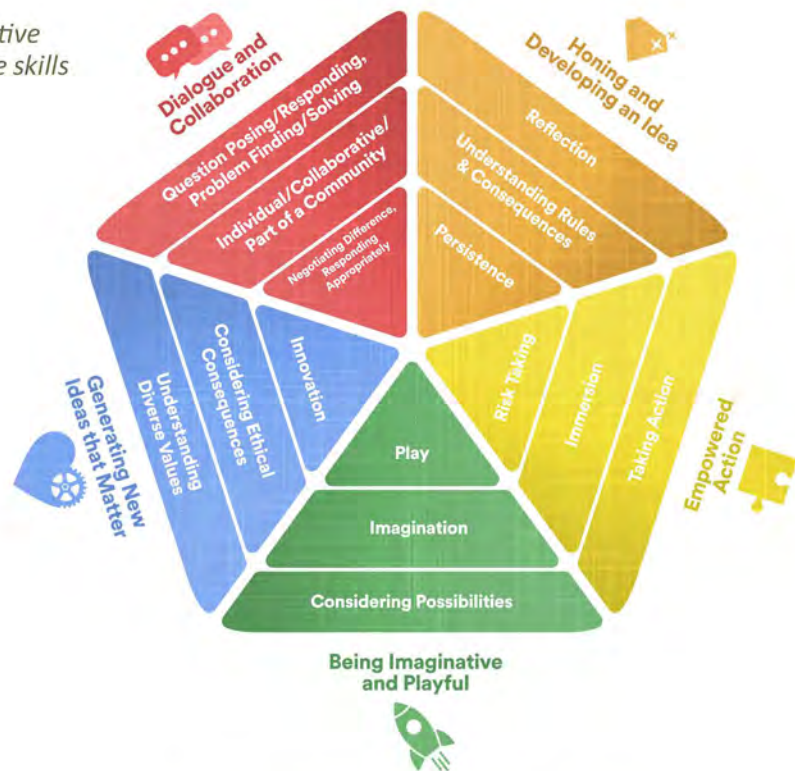 tive
e skills
Dialogue and
Collaboration
Question Posing/Responding,
Problem Finding/Solving
Individual/Collaborative/
Part of a Community
Negotiating Difference,
Responding
Appropriately
Honing and
Developing an Idea
Reflection
Understanding Rules
& Consequences
Persistence
Generating New
Ideas that Matter
Understanding
Diverse Values
Considering Ethical
Consequences
Innovation
Risk Taking
Immersion
Taking Action
Empowered
Action
Play
Imagination
Considering Possibilities
Being Imaginative
and Playful